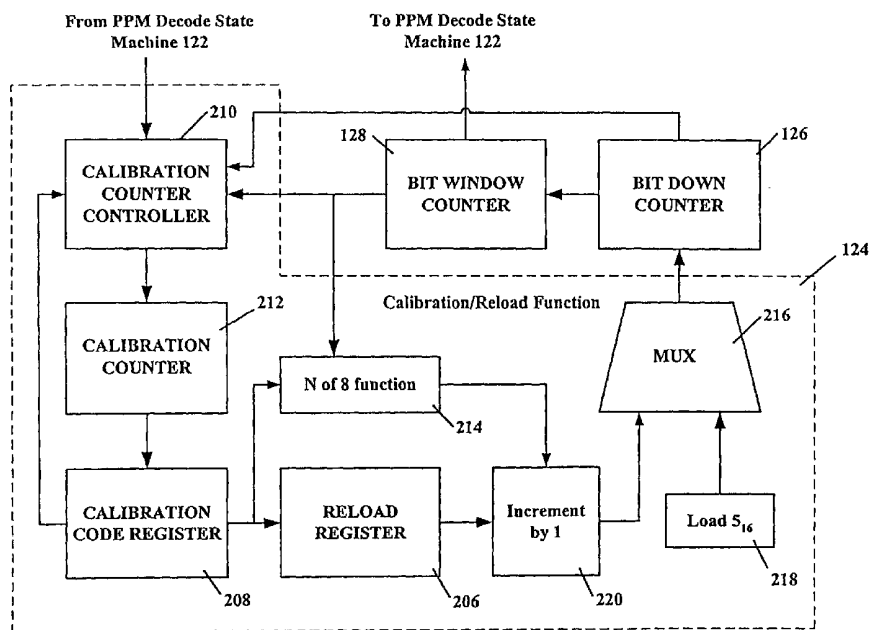 From PPM Decode State
Machine 122
To PPM Decode State
Machine 122
210
CALIBRATION
COUNTER
CONTROLLER
128
BIT WINDOW
COUNTER
126
BIT DOWN
COUNTER
124
Calibration/Reload Function
212
CALIBRATION
COUNTER
216
MUX
N of 8 function
214
CALIBRATION
CODE REGISTER
208
RELOAD
REGISTER
206
Increment
by 1
220
Load 5₁₆
218